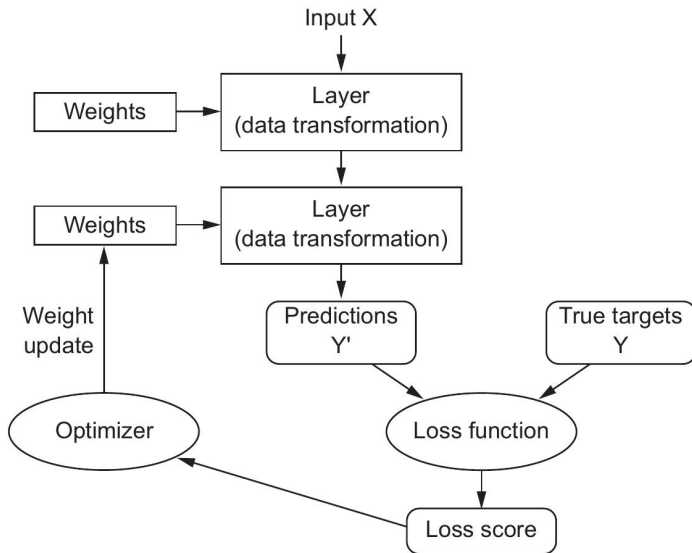 Input X
Layer
(data transformation)
Weights
Layer
(data transformation)
Weights
Predictions
Y'
True targets
Y
Weight
update
Optimizer
Loss function
Loss score